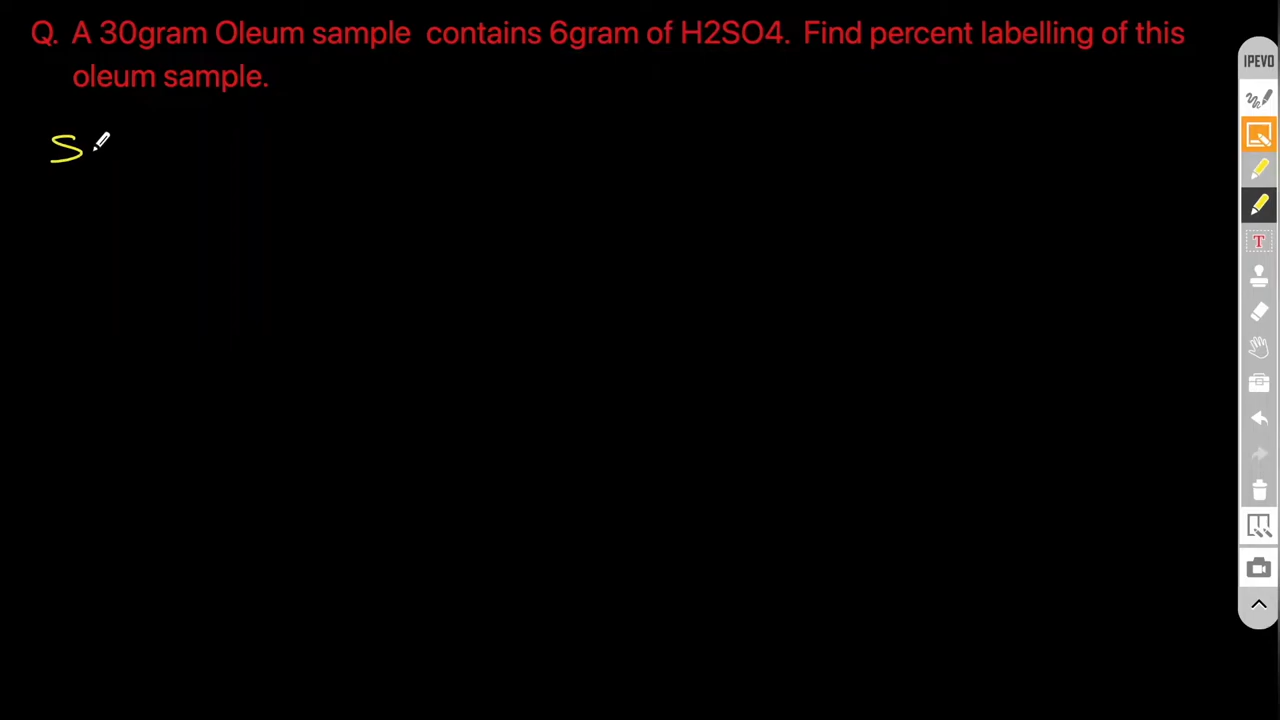 Q. A 30gram Oleum sample contains 6gram of H2SO4. Find percent labelling of this
oleum sample.
S
IPEVO
T